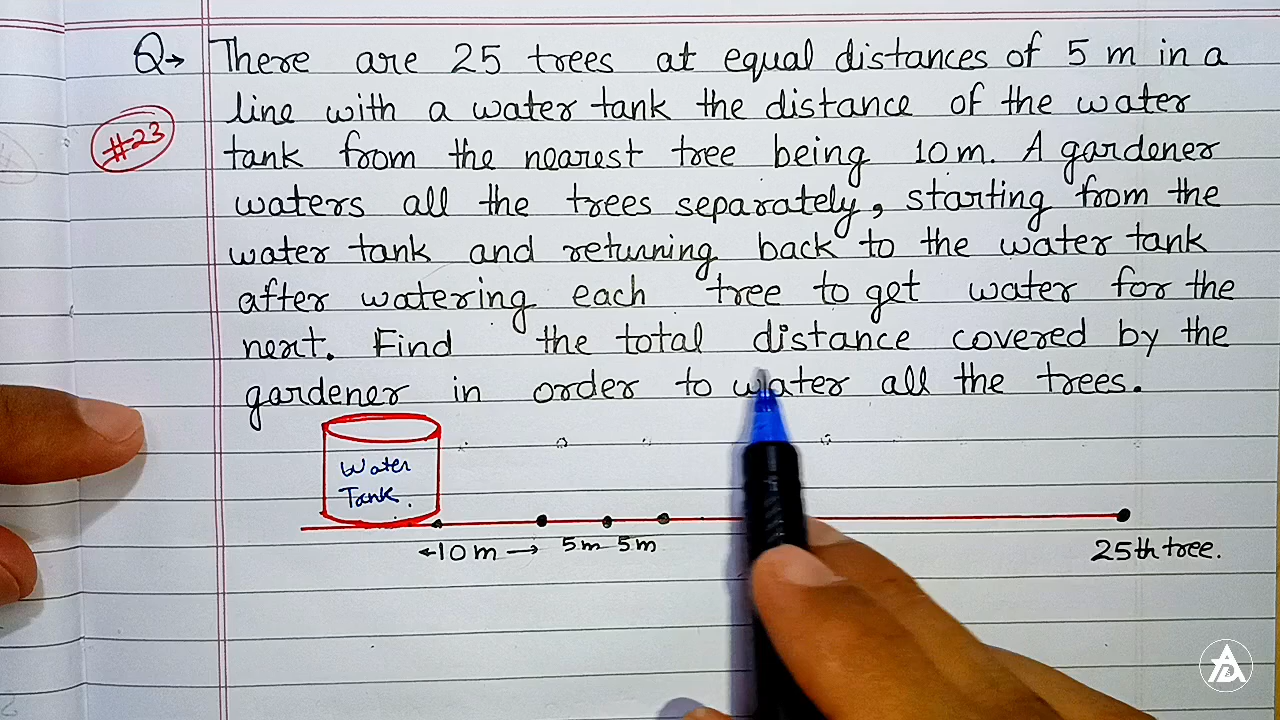 Q→ There are 25 trees at equal distances of 5 m in a
line with a water tank the distance of the water
#23
tank from the nearest tree being 10 m. A gardener
waters all the trees separately, starting from the
water tank and returning back to the water tank
after watering each tree to get water for the
next. Find the total distance covered by the
gardener in order to water all the trees.
Water
Tank.
←10 m→ 5m 5m
25th tree.